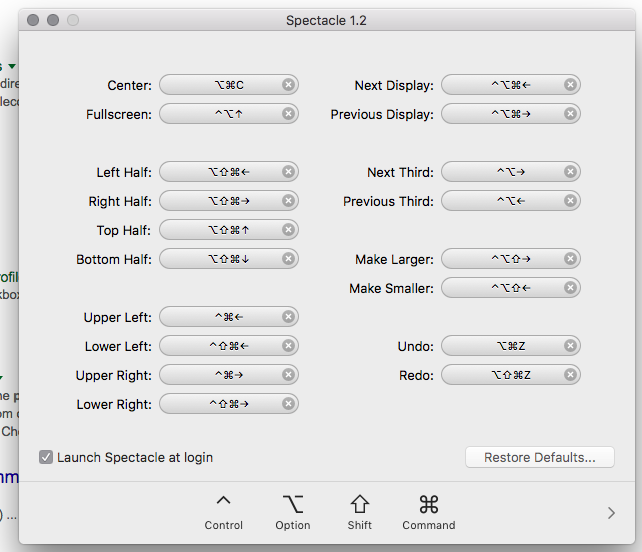 Spectacle 1.2
Center: ⌥⌘C
Fullscreen: ^⌥↑
Left Half: ⌥⇧⌘←
Right Half: ⌥⇧⌘→
Top Half: ⌥⇧⌘↑
Bottom Half: ⌥⇧⌘↓
Upper Left: ^⌘←
Lower Left: ^⇧⌘←
Upper Right: ^⌘→
Lower Right: ^⇧⌘→
Next Display: ^⌥⌘←
Previous Display: ^⌥⌘→
Next Third: ^⌥→
Previous Third: ^⌥←
Make Larger: ^⌥⇧→
Make Smaller: ^⌥⇧←
Undo: ⌥⌘Z
Redo: ⌥⇧⌘Z
Launch Spectacle at login
Restore Defaults...
^ ⌥ ⇧ ⌘
Control Option Shift Command